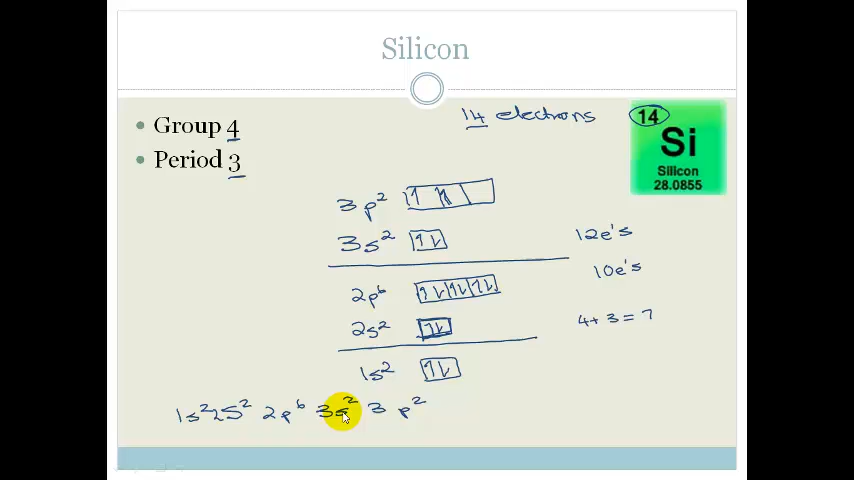 Silicon
• Group 4
• Period 3
14 electrons
14
Si
Silicon
28.0855
3p²
3s²
12e's
10e's
2p⁶
2s²
4+3=7
1s²
1s²2s² 2p⁶ 3s² 3p²